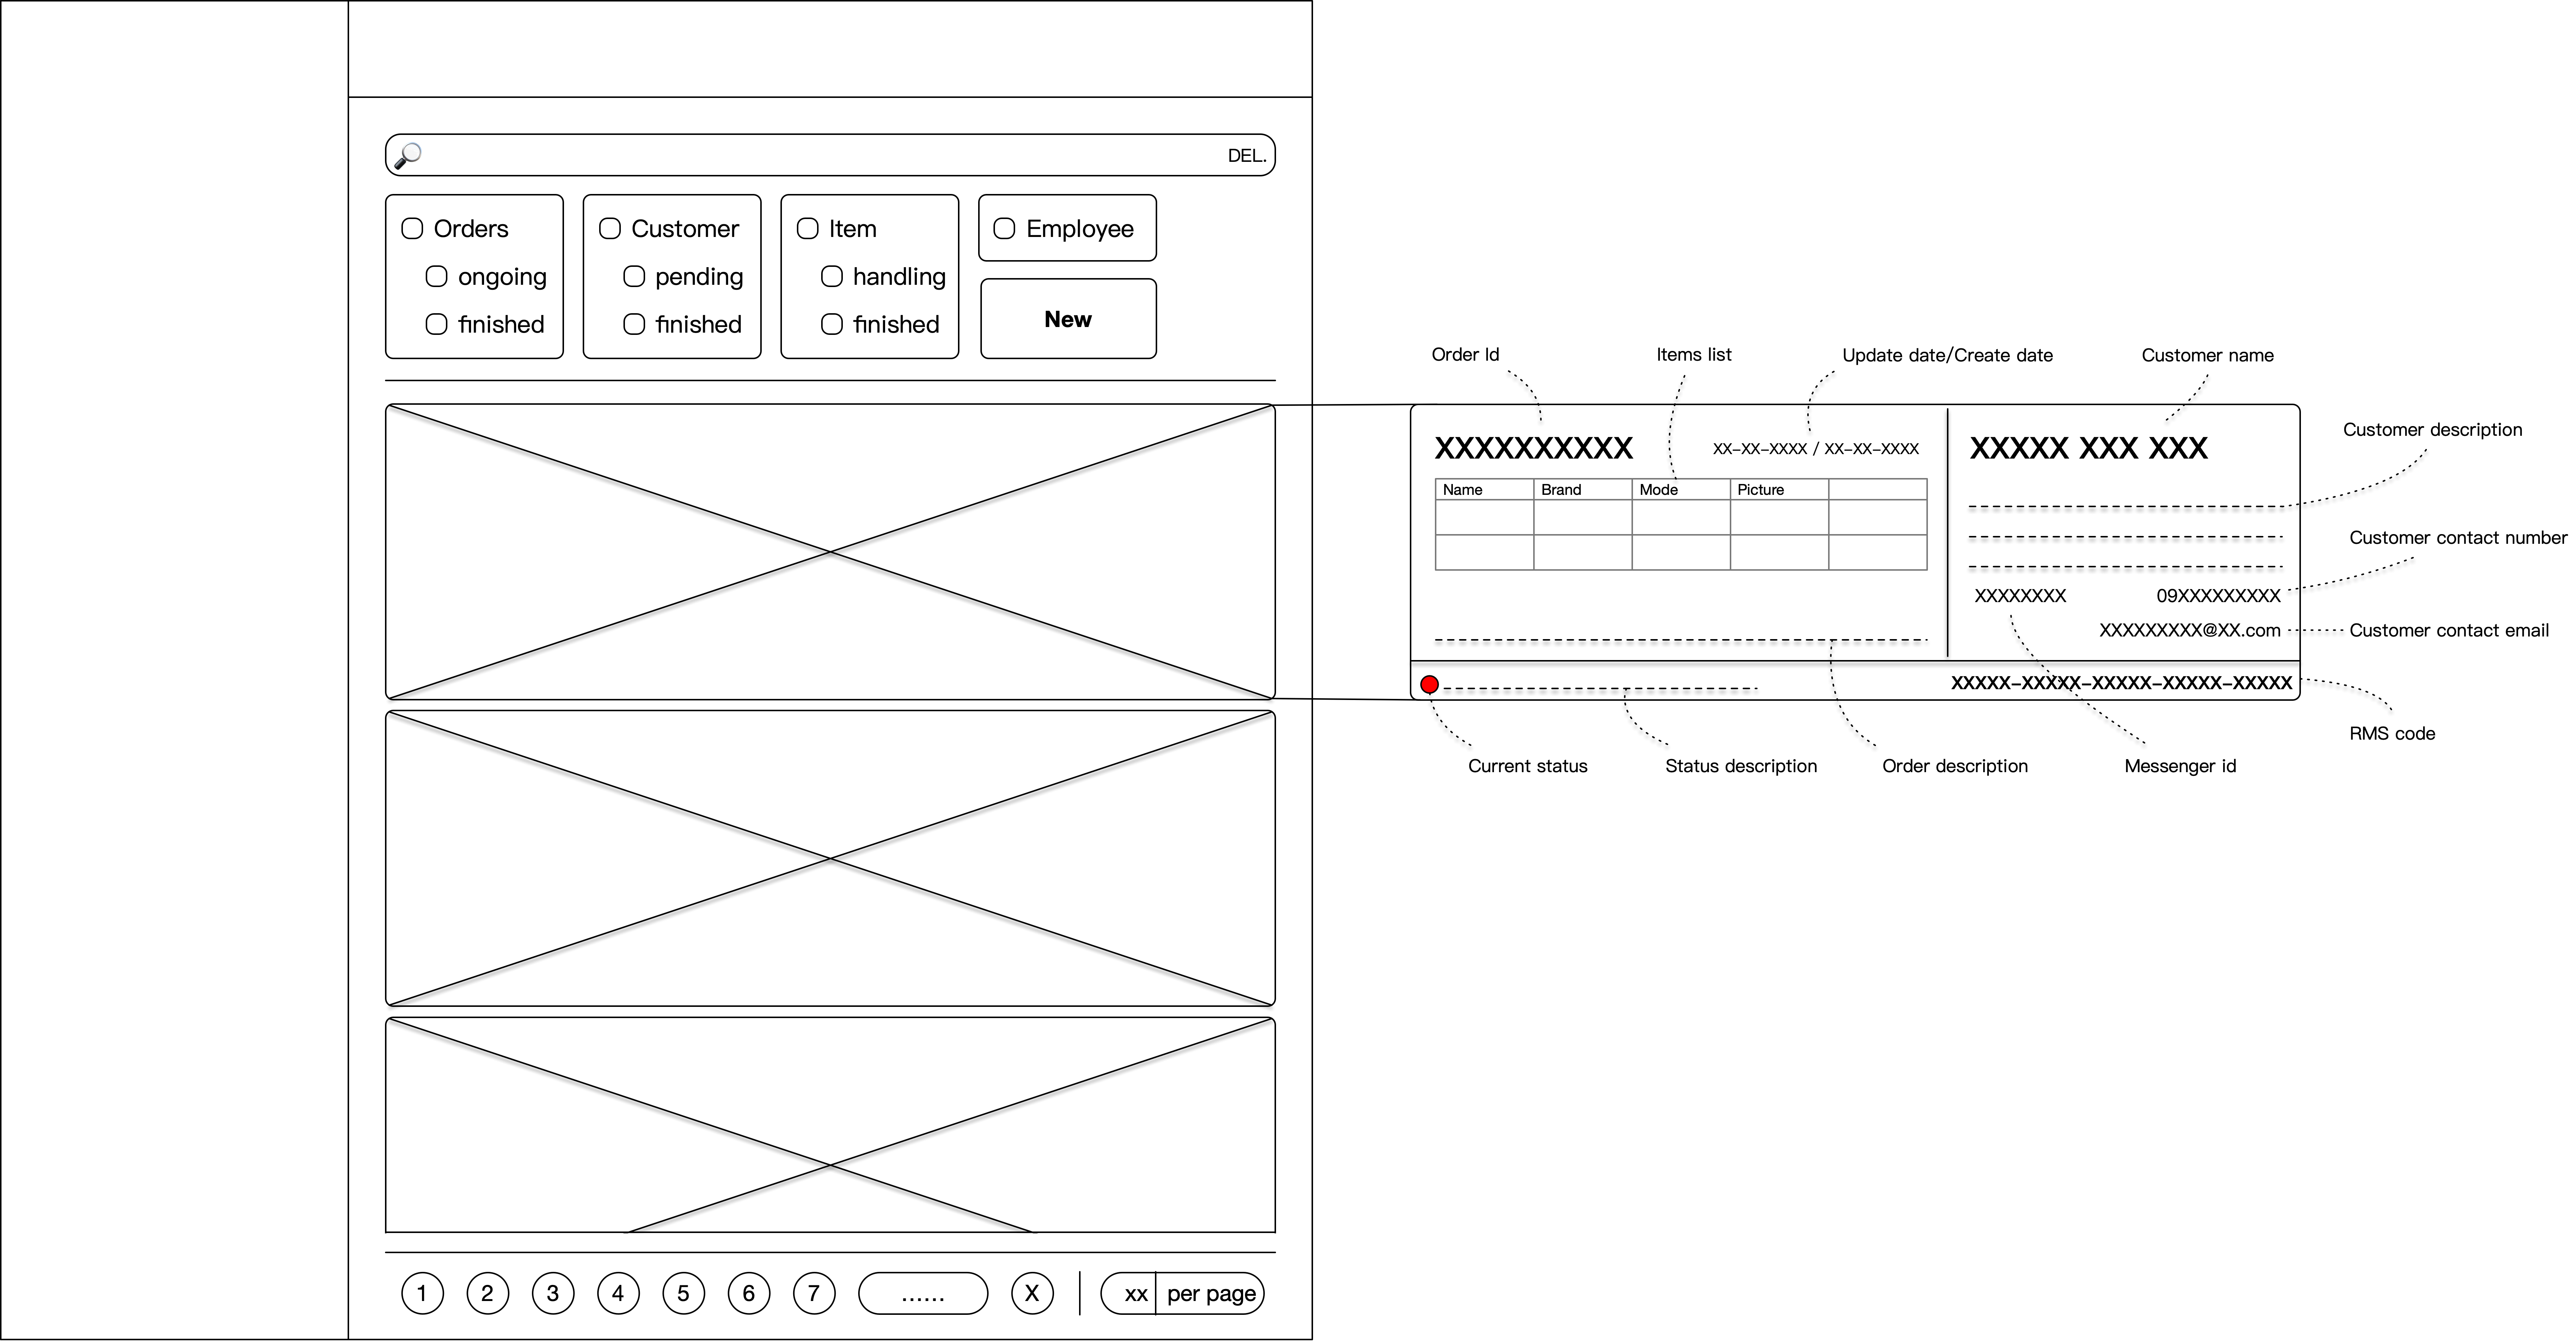 DEL.
Orders
ongoing
finished
Customer
pending
finished
Item
handling
finished
Employee
New
1 2 3 4 5 6 7 ...... X xx per page
Order Id
Items list
Update date/Create date
Customer name
XXXXXXXXXX
XX-XX-XXXX / XX-XX-XXXX
Name Brand Mode Picture
XXXXX XXX XXX
Customer description
Customer contact number
XXXXXXXX
09XXXXXXXXX
XXXXXXXXX@XX.com
Customer contact email
XXXXX-XXXXX-XXXXX-XXXXX-XXXXX
RMS code
Current status
Status description
Order description
Messenger id